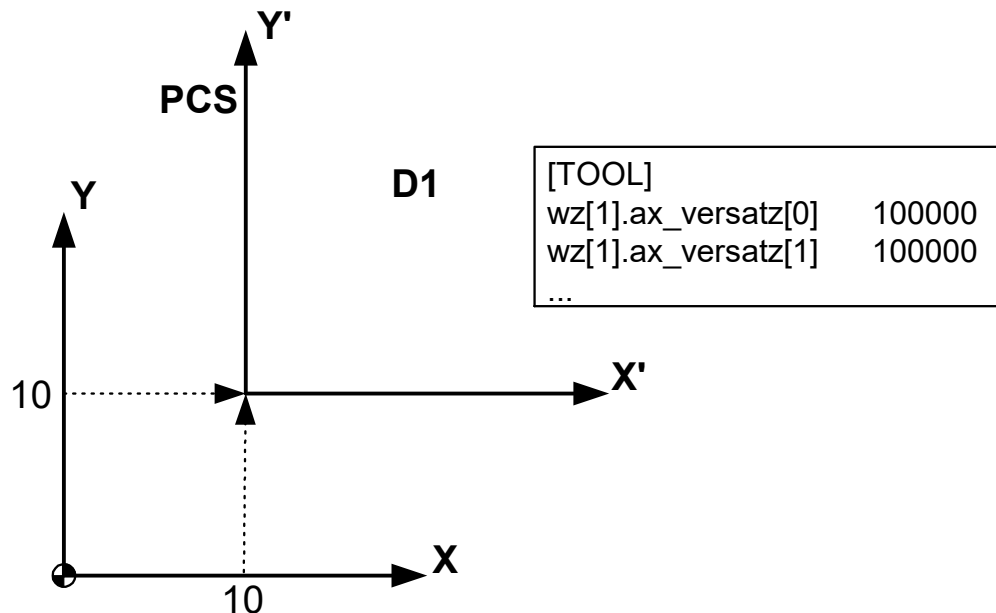 Y'
PCS
D1
Y
[TOOL]
wz[1].ax_versatz[0] 100000
wz[1].ax_versatz[1] 100000
...
X'
10
X
10